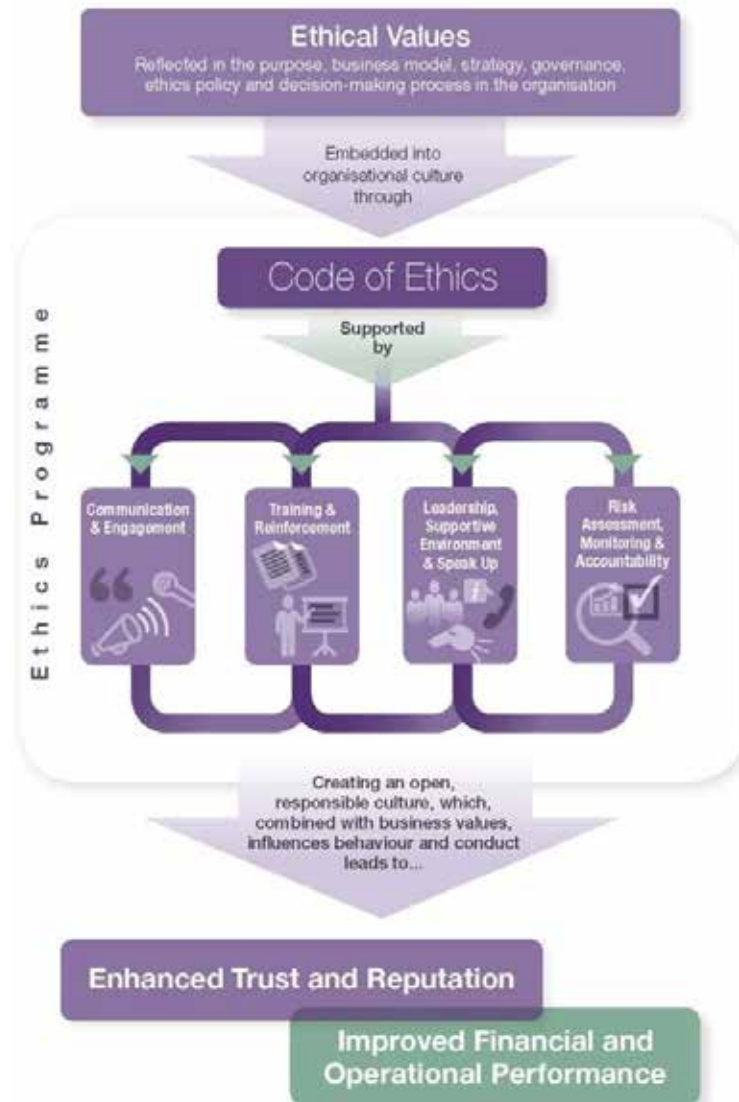 Ethical Values
Reflected in the purpose, business model, strategy, governance,
ethics policy and decision-making process in the organisation
Embedded into
organisational culture
through
Ethics Programme
Code of Ethics
Supported
by
Communication
& Engagement
Training &
Reinforcement
Leadership,
Supportive
Environment
& Speak Up
Risk
Assessment,
Monitoring &
Accountability
Creating an open,
responsible culture, which,
combined with business values,
influences behaviour and conduct
leads to...
Enhanced Trust and Reputation
Improved Financial and
Operational Performance